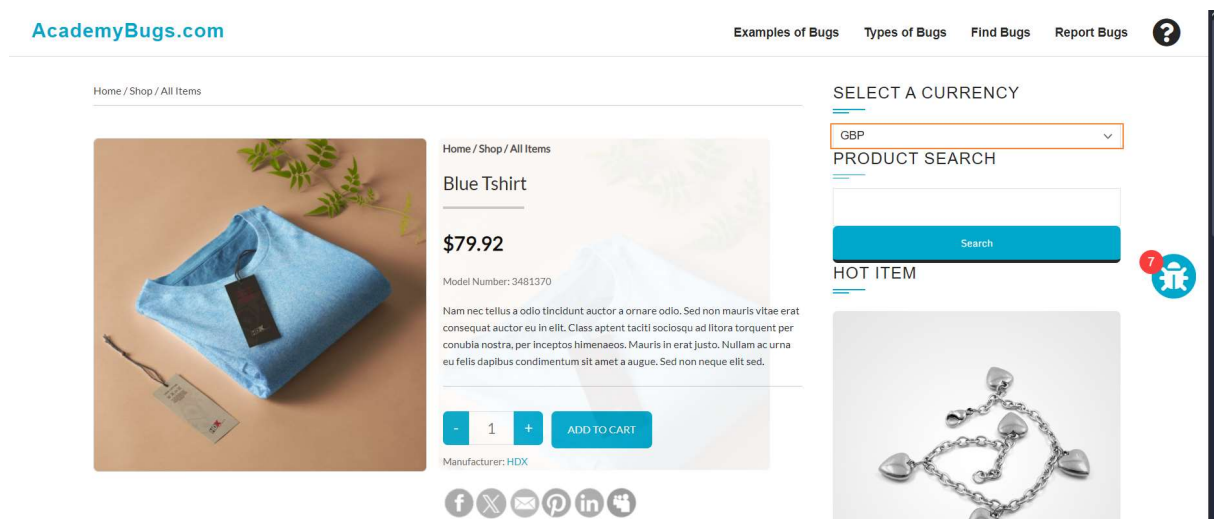 AcademyBugs.com
Examples of Bugs Types of Bugs Find Bugs Report Bugs ?
Home / Shop / All Items
Home / Shop / All Items
Blue Tshirt
$79.92
Model Number: 3481370
Nam nec tellus a odio tincidunt auctor a ornare odio. Sed non mauris vitae erat
consequat auctor eu in elit. Class aptent taciti sociosqu ad litora torquent per
conubia nostra, per inceptos himenaeos. Mauris in erat justo. Nullam ac urna
eu felis dapibus condimentum sit amet a augue. Sed non neque elit sed.
- 1 + ADD TO CART
Manufacturer: HDX
SELECT A CURRENCY
GBP
PRODUCT SEARCH
Search
HOT ITEM
7